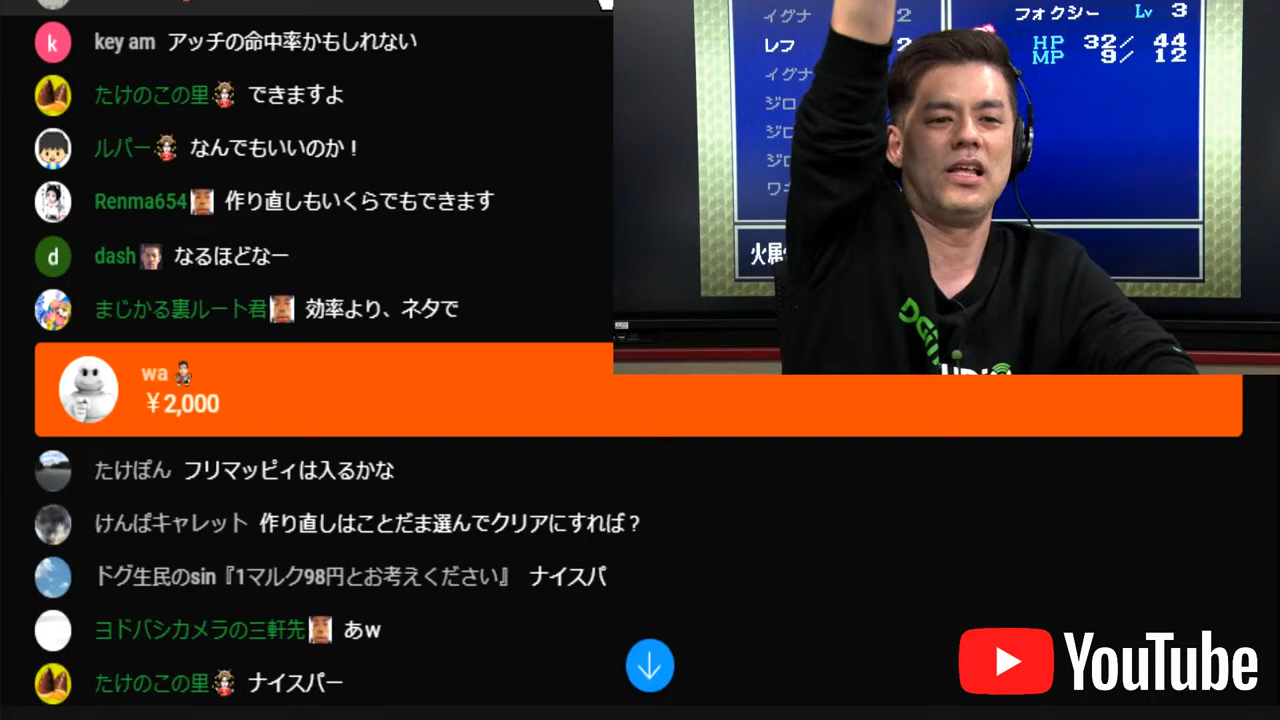 key am アッチの命中率かもしれない
たけのこの里 できますよ
ルパー なんでもいいのか！
Renma654 作り直しもいくらでもできます
d dash なるほどなー
まじかる裏ルート君 効率より、ネタで
wa
￥2,000
たけぽん フリマッピィは入るかな
けんぱキャレット 作り直しはことだま選んでクリアにすれば？
ドグ生民のsin『1マルク98円とお考えください』 ナイスパ
ヨドバシカメラの三軒先 あw
たけのこの里 ナイスパー
イグナ 2
レフ 2
イグナ
ジロ
ジロ
ジロ
ワキ
フォクシー Lv 3
HP 32/ 44
MP 9/ 12
YouTube